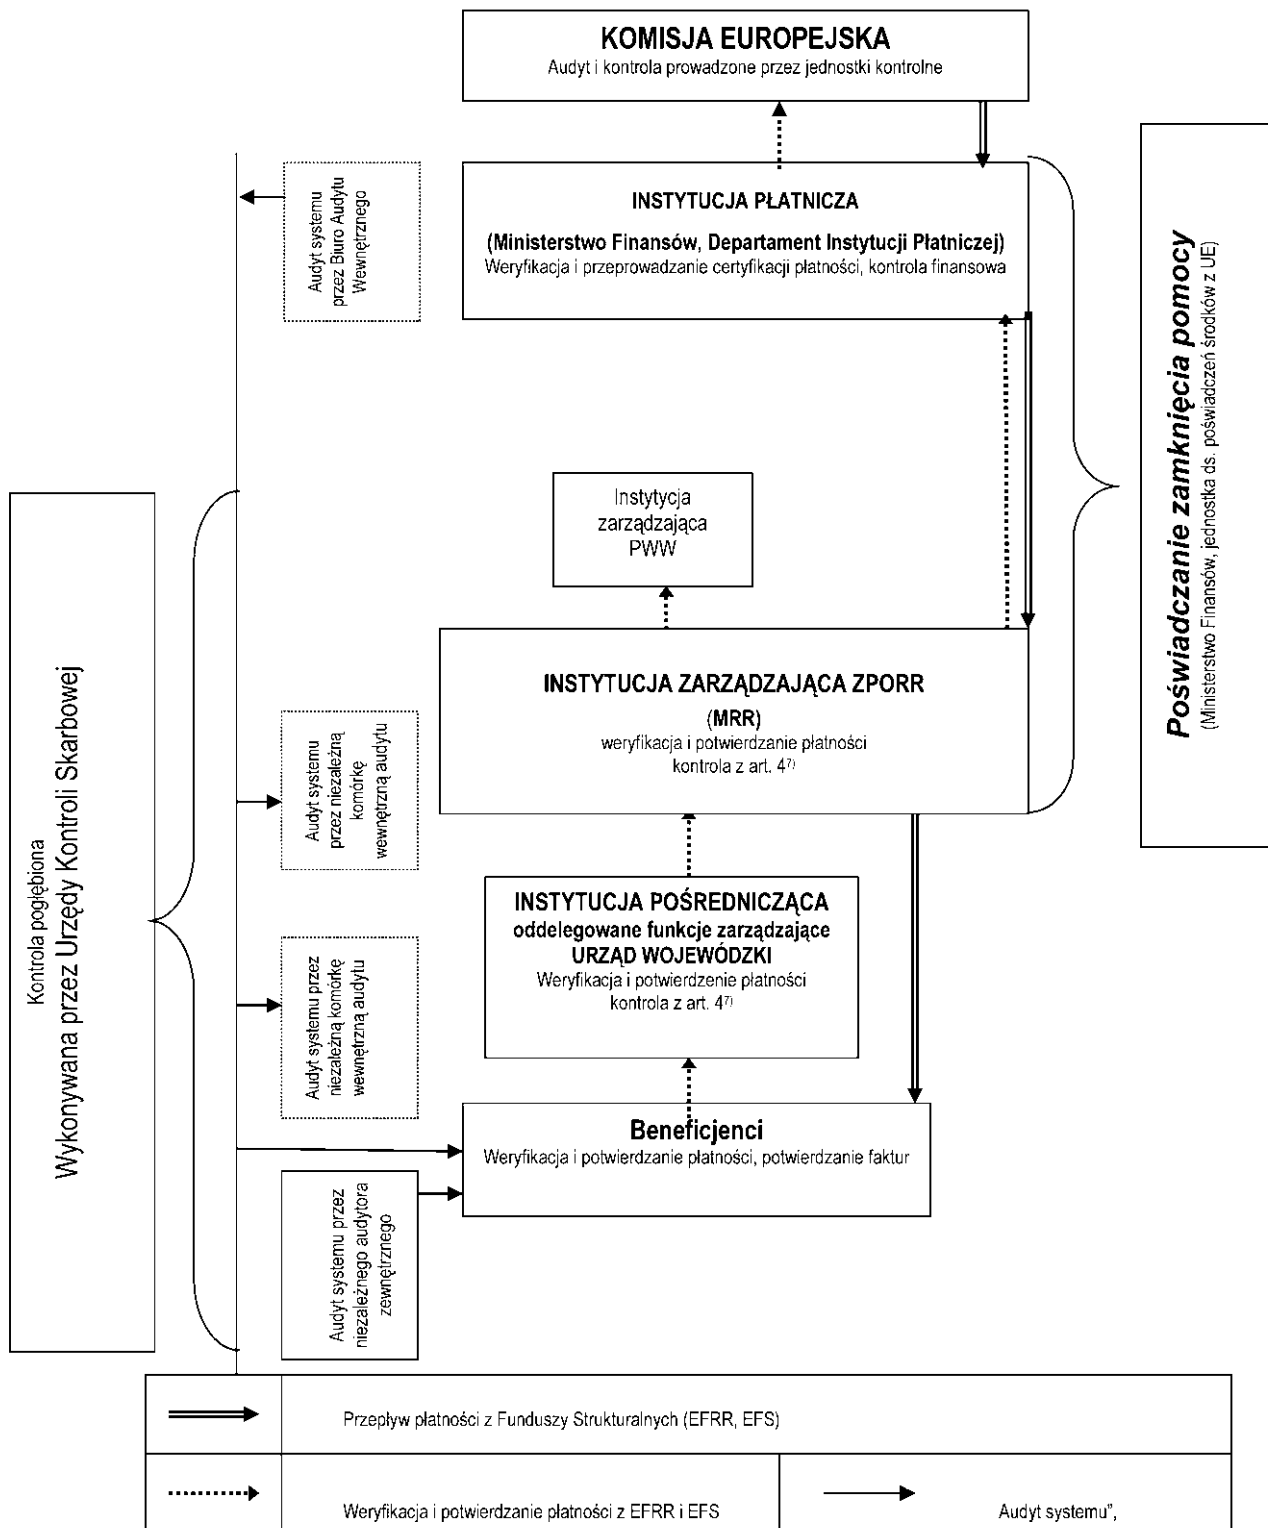 KOMISJA EUROPEJSKA
Audyt i kontrola prowadzone przez jednostki kontrolne
Audyt systemu
przez Biuro Audytu
Wewnętrznego
INSTYTUCJA PŁATNICZA
(Ministerstwo Finansów, Departament Instytucji Płatniczej)
Weryfikacja i przeprowadzanie certyfikacji płatności, kontrola finansowa
Poświadczanie zamknięcia pomocy
(Ministerstwo Finansów, jednostka ds. poświadczeń środków z UE)
Instytycja
zarządzająca
PWW
Kontrola pogłębiona
Wykonywana przez Urzędy Kontroli Skarbowej
INSTYTUCJA ZARZĄDZAJĄCA ZPORR
(MRR)
weryfikacja i potwierdzanie płatności
kontrola z art. 4⁷⁾
Audyt systemu
przez niezależną
komórkę
wewnętrzną audytu
INSTYTUCJA POŚREDNICZĄCA
oddelegowane funkcje zarządzające
URZĄD WOJEWÓDZKI
Weryfikacja i potwierdzenie płatności
kontrola z art. 4⁷⁾
Audyt systemu przez
niezależną komórkę
wewnętrzną audytu
Beneficjenci
Weryfikacja i potwierdzanie płatności, potwierdzanie faktur
Audyt systemu przez
niezależnego audytora
zewnętrznego
Przepływ płatności z Funduszy Strukturalnych (EFRR, EFS)
Weryfikacja i potwierdzanie płatności z EFRR i EFS
Audyt systemu”,